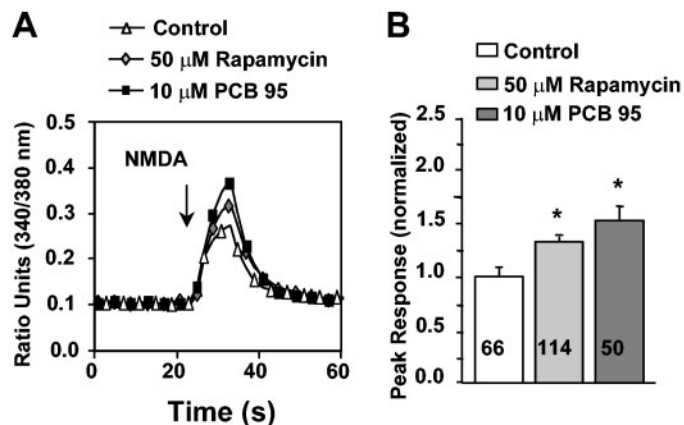 A
Control
50 μM Rapamycin
10 μM PCB 95
Ratio Units (340/380 nm)
0.5
0.4
0.3
0.2
0.1
0.0
NMDA
0 20 40 60
Time (s)
B
Control
50 μM Rapamycin
10 μM PCB 95
Peak Response (normalized)
2.5
2.0
1.5
1.0
0.5
0.0
* *
66 114 50